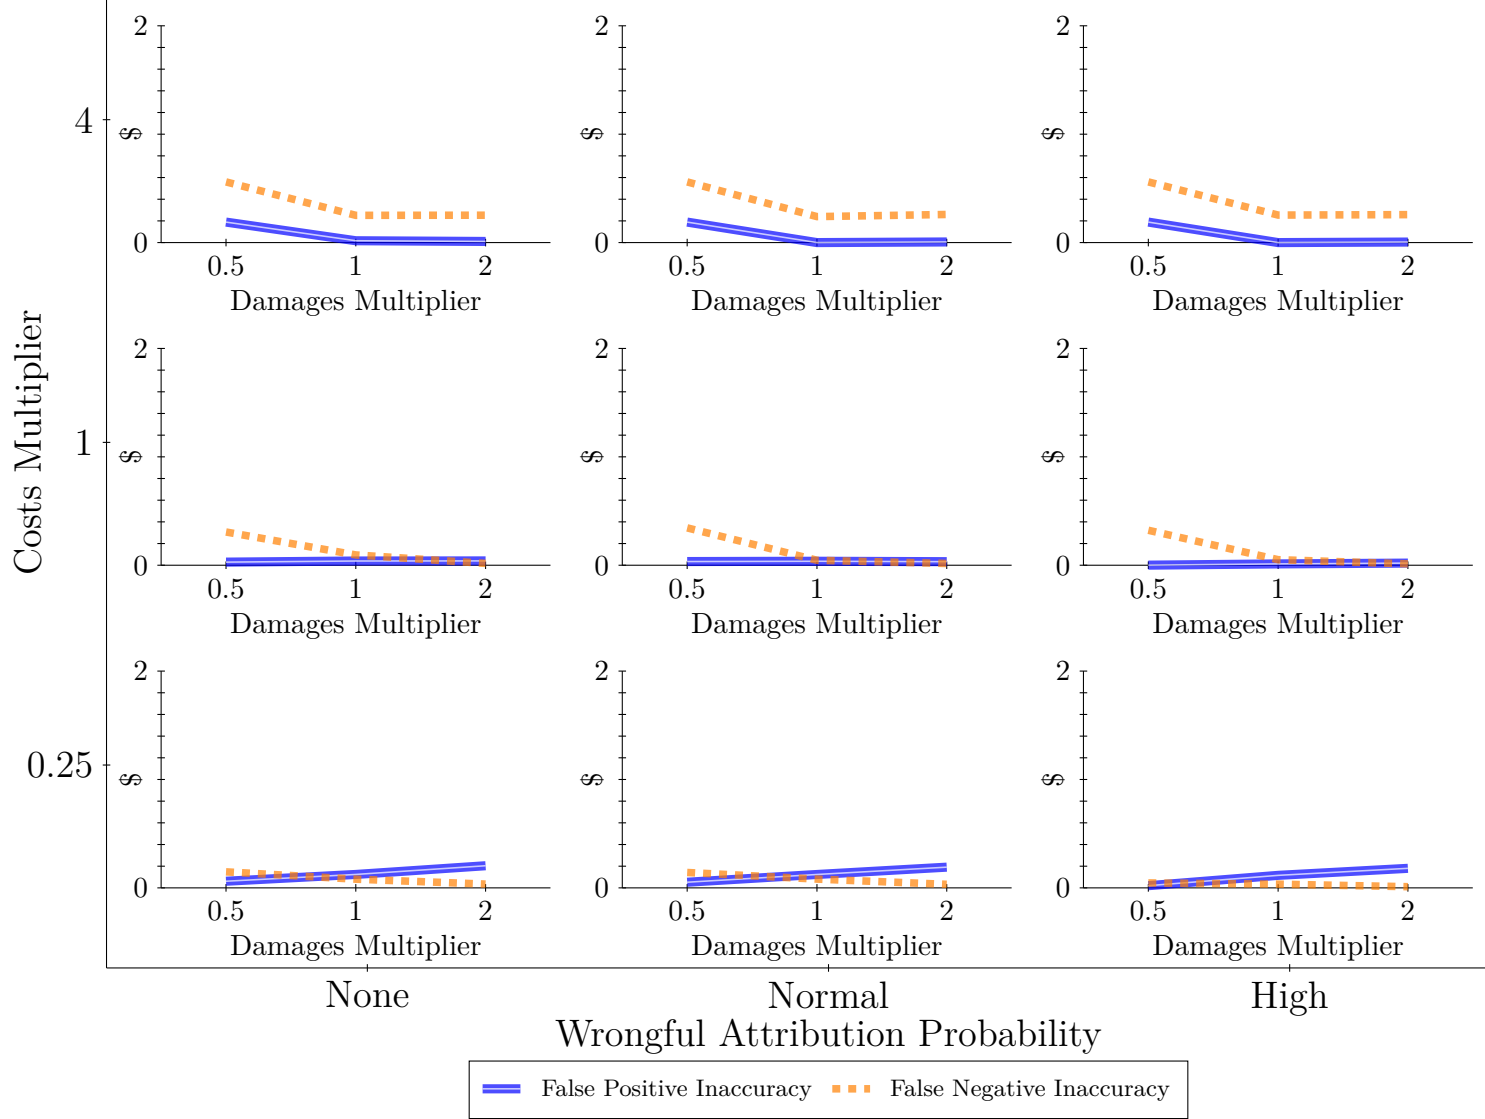 Costs Multiplier
4
2
$
0
0.5 1 2
Damages Multiplier
2
$
0
0.5 1 2
Damages Multiplier
2
$
0
0.5 1 2
Damages Multiplier
1
2
$
0
0.5 1 2
Damages Multiplier
2
$
0
0.5 1 2
Damages Multiplier
2
$
0
0.5 1 2
Damages Multiplier
0.25
2
$
0
0.5 1 2
Damages Multiplier
2
$
0
0.5 1 2
Damages Multiplier
2
$
0
0.5 1 2
Damages Multiplier
None Normal High
Wrongful Attribution Probability
False Positive Inaccuracy False Negative Inaccuracy